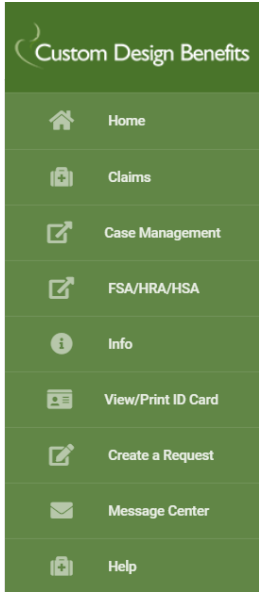 Custom Design Benefits
Home
Claims
Case Management
FSA/HRA/HSA
Info
View/Print ID Card
Create a Request
Message Center
Help